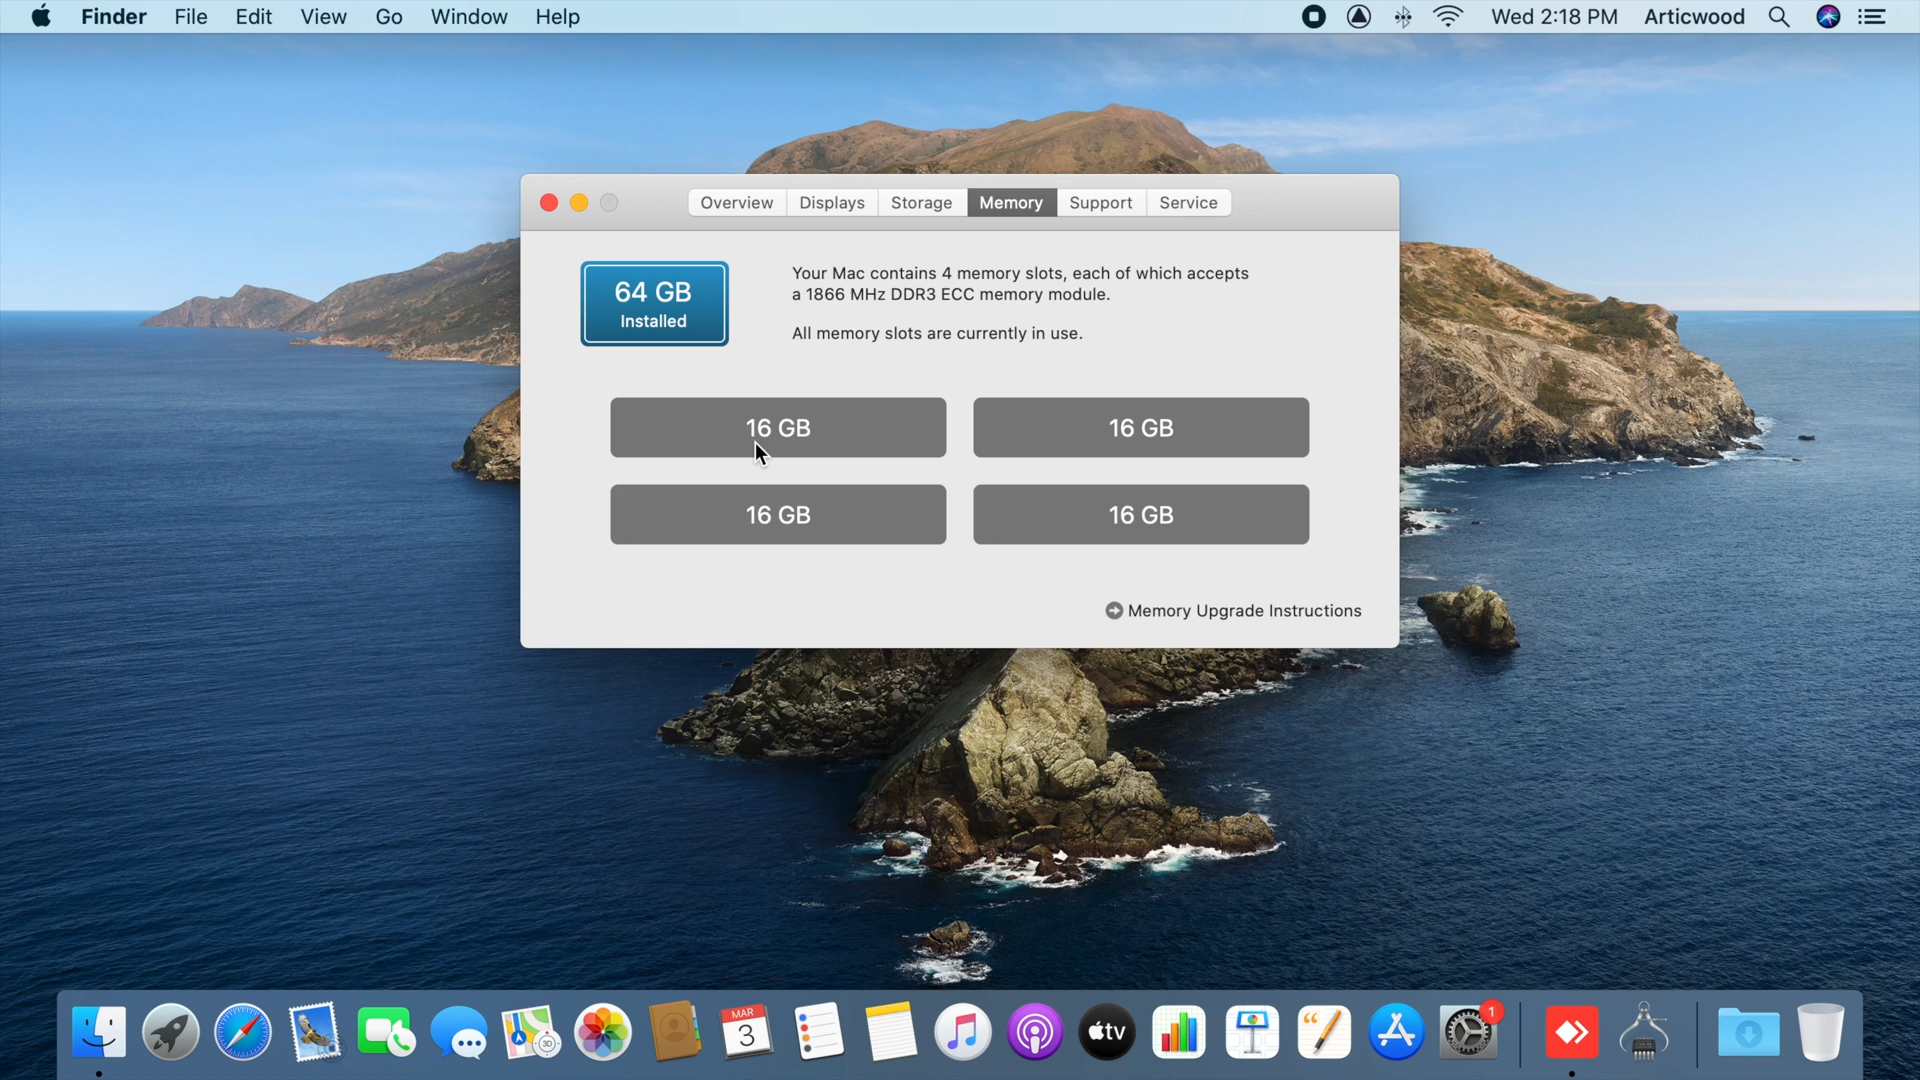 Finder File Edit View Go Window Help Wed 2:18 PM Articwood
Overview Displays Storage Memory Support Service
64 GB
Installed
Your Mac contains 4 memory slots, each of which accepts
a 1866 MHz DDR3 ECC memory module.
All memory slots are currently in use.
16 GB 16 GB
16 GB 16 GB
Memory Upgrade Instructions
MAR
3
3D
tv
1